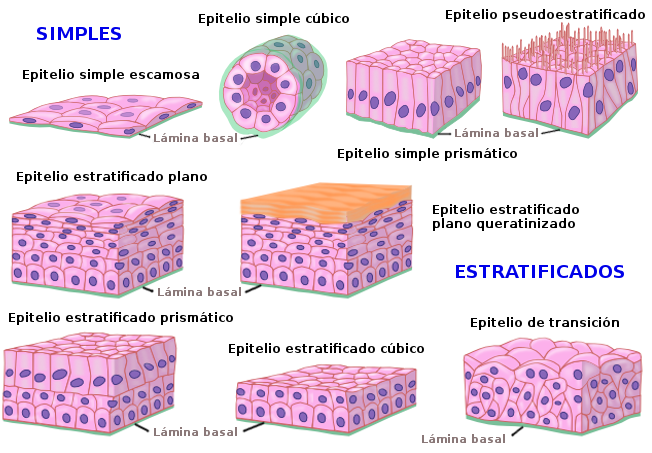 Epitelio simple cúbico
Epitelio pseudoestratificado
SIMPLES
Epitelio simple escamosa
Lámina basal
Lámina basal
Epitelio simple prismático
Epitelio estratificado plano
Epitelio estratificado
plano queratinizado
ESTRATIFICADOS
Lámina basal
Epitelio estratificado prismático
Epitelio de transición
Epitelio estratificado cúbico
Lámina basal
Lámina basal